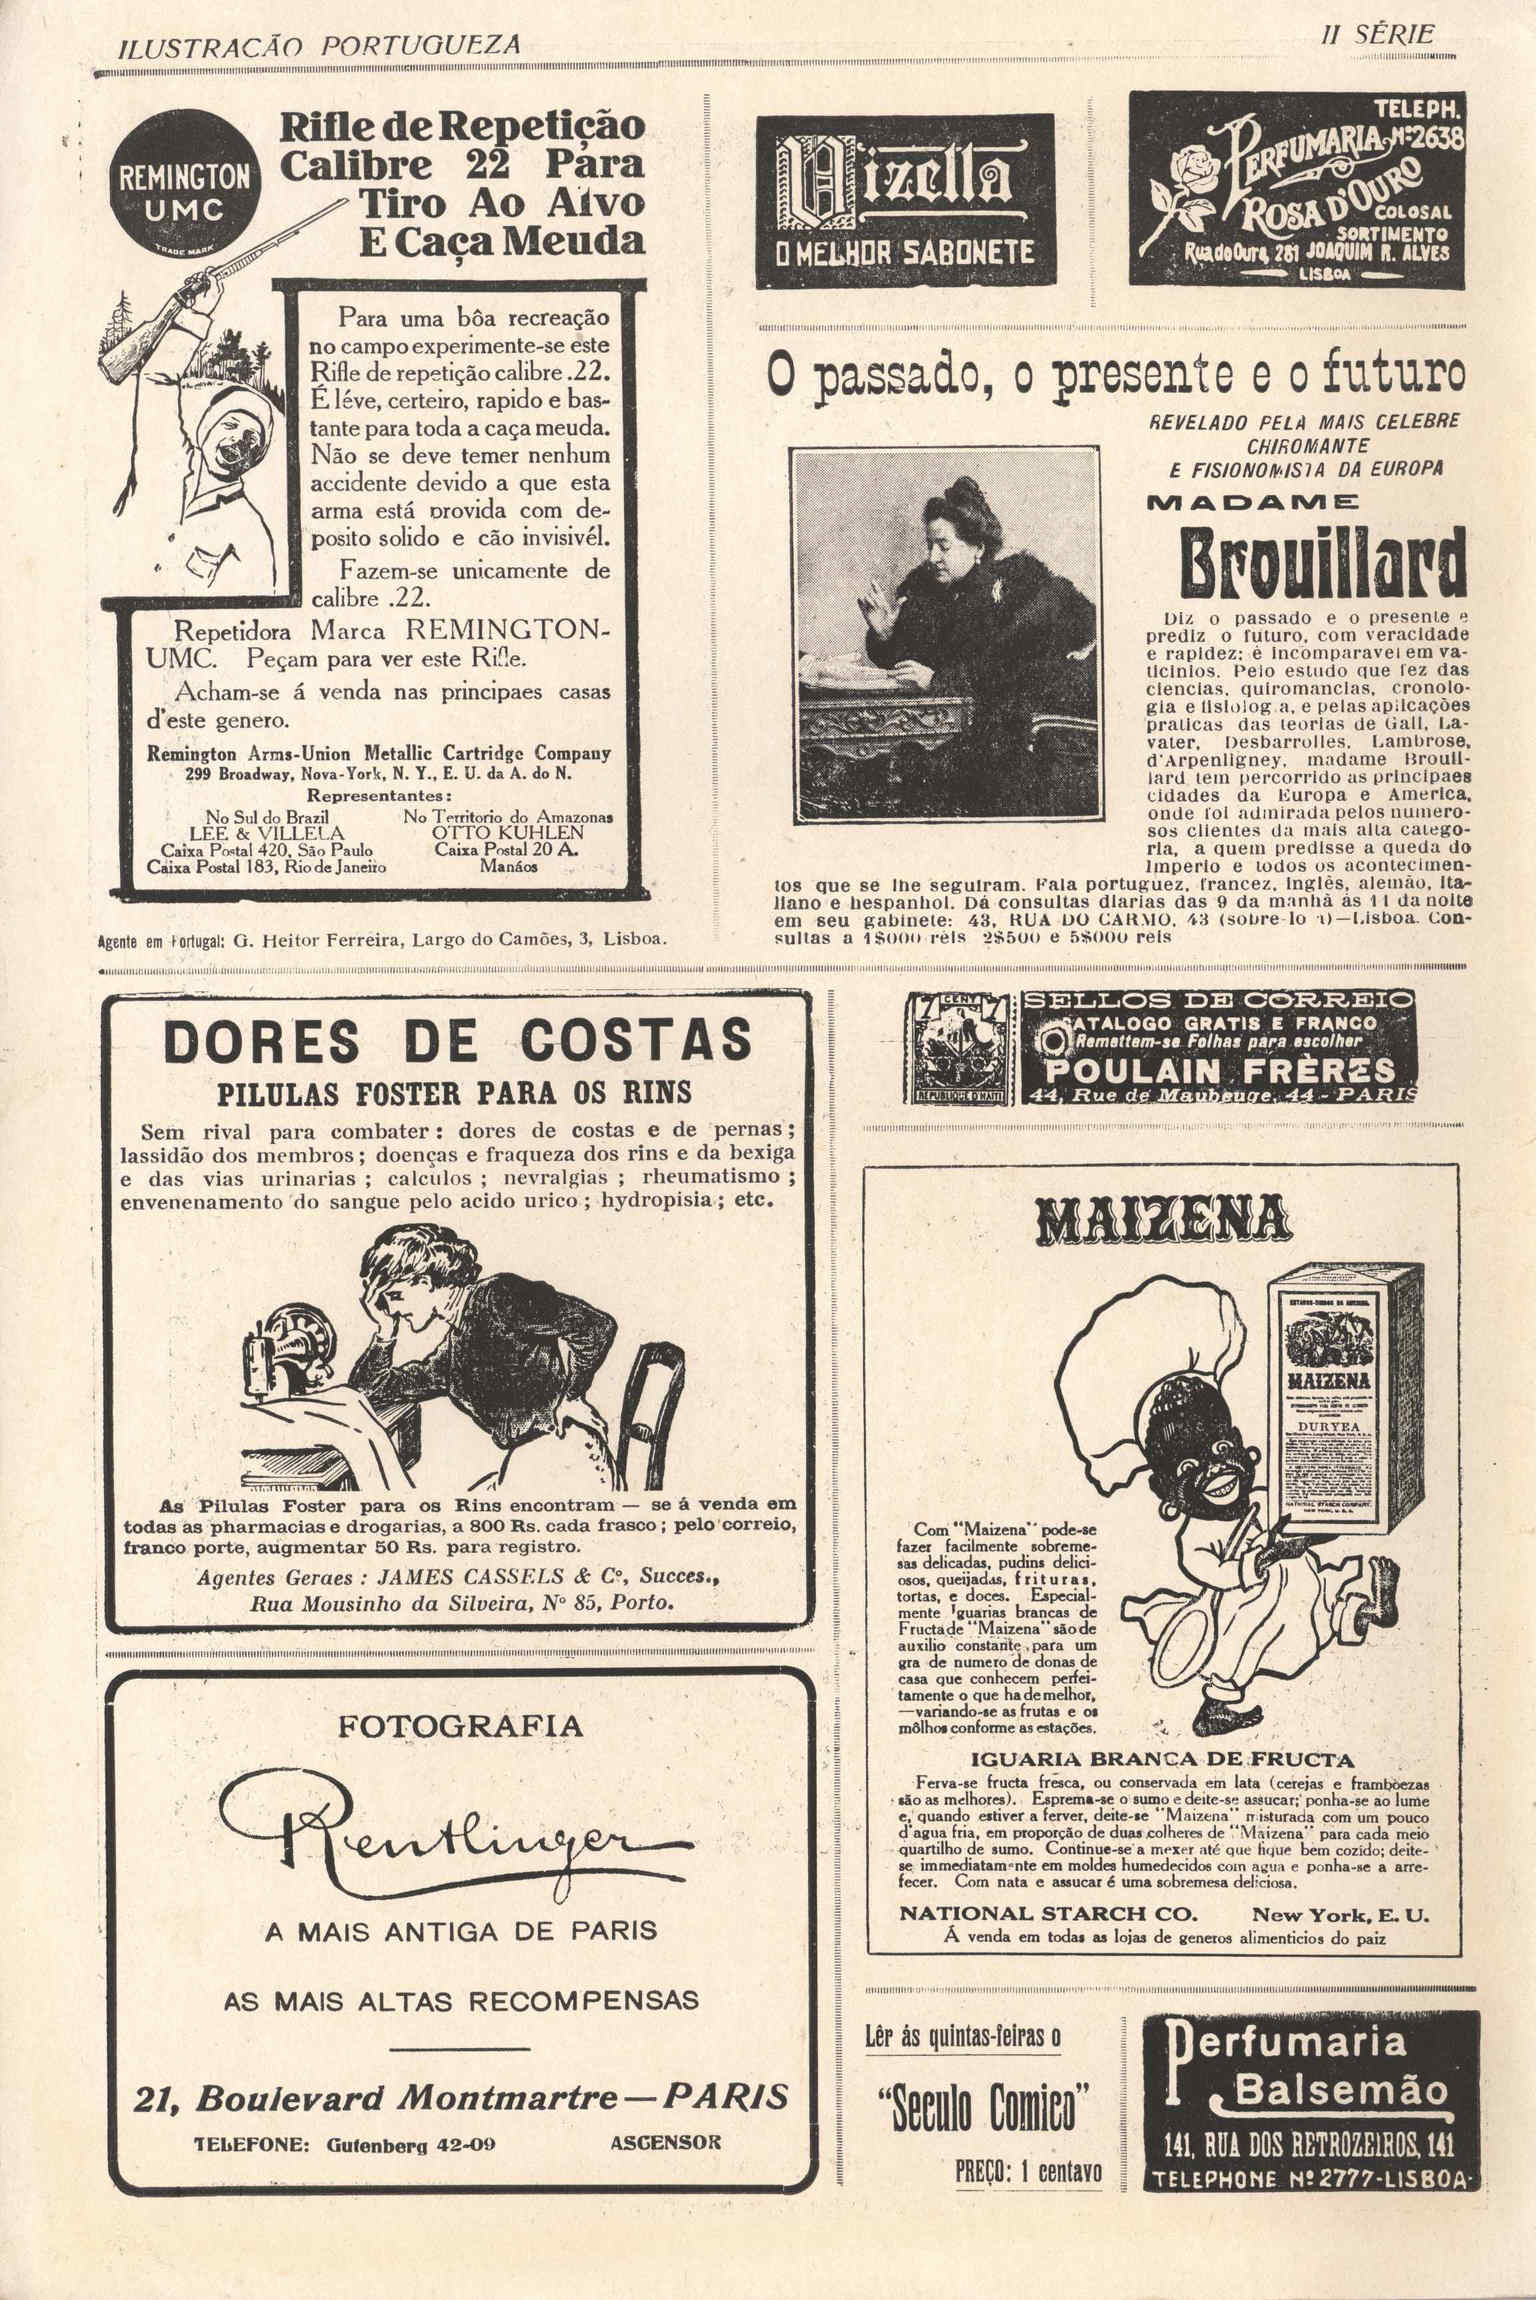 ILUSTRACÃO PORTUGUEZA
II SÉRIE
REMINGTON
UMC
TRADE MARK
Rifle de Repetição
Calibre 22 Para
Tiro Ao Alvo
E Caça Meuda
Para uma bôa recreação
no campo experimente-se este
Rifle de repetição calibre .22.
É léve, certeiro, rapido e bas-
tante para toda a caça meuda.
Não se deve temer nenhum
accidente devido a que esta
arma está provida com de-
posito solido e cão invisivél.
Fazem-se unicamente de
calibre .22.
Repetidora Marca REMINGTON-
UMC. Peçam para ver este Rifle.
Acham-se á venda nas principaes casas
d'este genero.
Remington Arms-Union Metallic Cartridge Company
299 Broadway, Nova-York, N. Y., E. U. da A. do N.
Representantes:
No Sul do Brazil
LEE & VILLELA
Caixa Postal 420, São Paulo
Caixa Postal 183, Rio de Janeiro
No Territorio do Amazonas
OTTO KUHLEN
Caixa Postal 20 A.
Manáos
Agente em Portugal: G. Heitor Ferreira, Largo do Camões, 3, Lisboa.
Vizella
O MELHOR SABONETE
TELEPH.
Nº 2638
PERFUMARIA
ROSA D'OURO
COLOSAL
SORTIMENTO
Rua do Ouro, 281 JOAQUIM R. ALVES
LISBOA
O passado, o presente e o futuro
REVELADO PELA MAIS CELEBRE
CHIROMANTE
E FISIONOMISTA DA EUROPA
MADAME
Brouillard
Diz o passado e o presente e
prediz o futuro, com veracidade
e rapidez; é incomparavel em va-
ticinios. Pelo estudo que fez das
ciencias, quiromancias, cronolo-
gia e fisiologia, e pelas aplicações
praticas das teorias de Gall, La-
vater, Desbarrolles, Lambrose,
d'Arpenligney, madame Brouil-
lard tem percorrido as principaes
cidades da Europa e America,
onde foi admirada pelos numero-
sos clientes da mais alta catego-
ria, a quem predisse a queda do
Imperio e todos os acontecimen-
tos que se lhe seguiram. Fala portuguez, francez, inglês, alemão, ita-
liano e hespanhol. Dá consultas diarias das 9 da manhã ás 11 da noite
em seu gabinete: 43, RUA DO CARMO, 43 (sobre-lo a)—Lisboa. Con-
sultas a 1$000 réis 2$500 e 5$000 réis
DORES DE COSTAS
PILULAS FOSTER PARA OS RINS
Sem rival para combater : dores de costas e de pernas ;
lassidão dos membros ; doenças e fraqueza dos rins e da bexiga
e das vias urinarias ; calculos ; nevralgias ; rheumatismo ;
envenenamento do sangue pelo acido urico ; hydropisia ; etc.
As Pilulas Foster para os Rins encontram — se á venda em
todas as pharmacias e drogarias, a 800 Rs. cada frasco ; pelo correio,
franco porte, augmentar 50 Rs. para registro.
Agentes Geraes : JAMES CASSELS & Cº, Succes.,
Rua Mousinho da Silveira, Nº 85, Porto.
7 CENT 7
REPUBLIQUE D'HAITI
SELLOS DE CORREIO
CATALOGO GRATIS E FRANCO
Remettem-se Folhas para escolher
POULAIN FRÈRES
44, Rue de Maubeuge, 44 - PARIS
MAIZENA
ESTADOS-UNIDOS DA AMERICA
MAIZENA
DURYEA
NATIONAL STARCH COMPANY.
NEW YORK, U. S. A.
Com "Maizena" pode-se
fazer facilmente sobreme-
sas delicadas, pudins delici-
osos, queijadas, frituras,
tortas, e doces. Especial-
mente Iguarias brancas de
Fructa de "Maizena" são de
auxilio constante para um
gra de numero de donas de
casa que conhecem perfei-
tamente o que ha de melhor,
—variando-se as frutas e os
môlhos conforme as estações.
IGUARIA BRANCA DE FRUCTA
Ferva-se fructa fresca, ou conservada em lata (cerejas e framboezas
são as melhores). Esprema-se o sumo e deite-se assucar; ponha-se ao lume
e, quando estiver a ferver, deite-se "Maizena" misturada com um pouco
d'agua fria, em proporção de duas colheres de "Maizena" para cada meio
quartilho de sumo. Continue-se a mexer até que fique bem cozido; deite-
se immediatamente em moldes humedecidos com agua e ponha-se a arre-
fecer. Com nata e assucar é uma sobremesa deliciosa.
NATIONAL STARCH CO. New York, E. U.
Á venda em todas as lojas de generos alimenticios do paiz
FOTOGRAFIA
Reutlinger
A MAIS ANTIGA DE PARIS
AS MAIS ALTAS RECOMPENSAS
21, Boulevard Montmartre—PARIS
TELEFONE: Gutenberg 42-09 ASCENSOR
Lêr ás quintas-feiras o
"Seculo Comico"
PREÇO: 1 centavo
Perfumaria
Balsemão
141, RUA DOS RETROZEIROS, 141
TELEPHONE Nº 2777-LISBOA